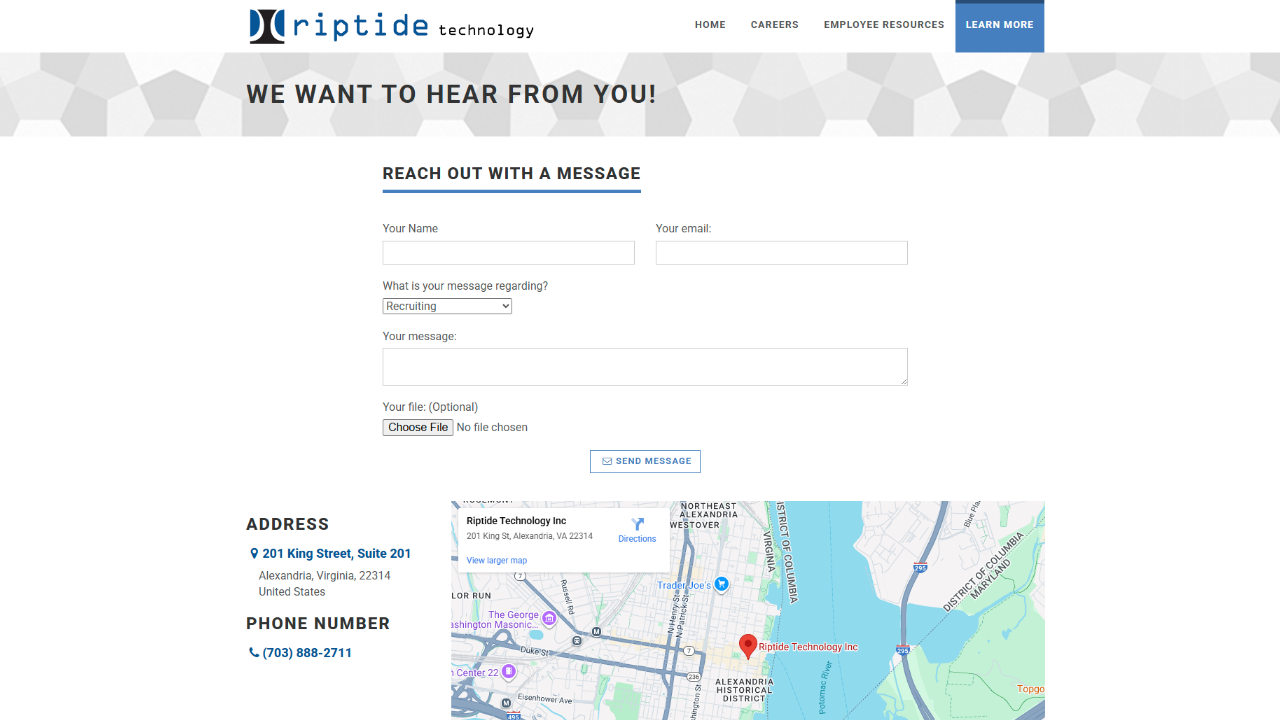 riptide technology
HOME
CAREERS
EMPLOYEE RESOURCES
LEARN MORE
WE WANT TO HEAR FROM YOU!
REACH OUT WITH A MESSAGE
Your Name
Your email:
What is your message regarding?
Recruiting
Your message:
Your file: (Optional)
Choose File No file chosen
SEND MESSAGE
ADDRESS
201 King Street, Suite 201
Alexandria, Virginia, 22314
United States
PHONE NUMBER
(703) 888-2711
Riptide Technology Inc
201 King St, Alexandria, VA 22314
Directions
View larger map
NORTHEAST
ALEXANDRIA
WESTOVER
VIRGINIA
DISTRICT OF COLUMBIA
Blue Pla
295
DISTRICT OF COLUMBIA
MARYLAND
7
Trader Joe's
LOR RUN
Russell Rd
N Henry St
N Patrick St
The George
ashington Masonic...
M
Duke St
7
Riptide Technology Inc
295
n Center 22
236
ALEXANDRIA
HISTORICAL
DISTRICT
Potomac River
Topgo
Eisenhower Ave
M
495
Washington St
495